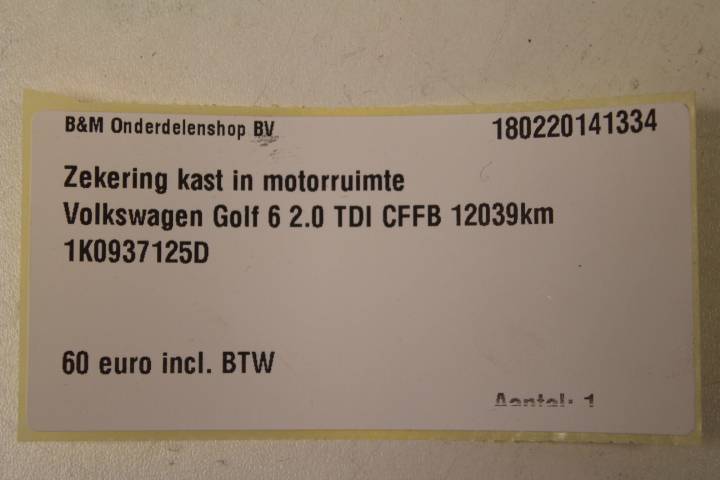 B&M Onderdelenshop BV
180220141334
Zekering kast in motorruimte
Volkswagen Golf 6 2.0 TDI CFFB 12039km
1K0937125D
60 euro incl. BTW
Aantal: 1